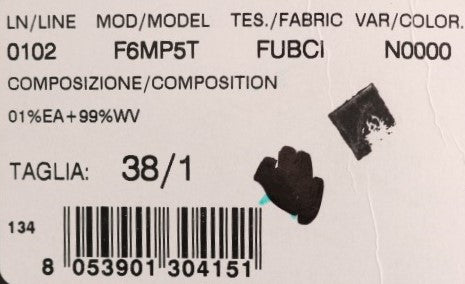 LN/LINE MOD/MODEL TES./FABRIC VAR/COLOR.
0102 F6MP5T FUBCI N0000
COMPOSIZIONE/COMPOSITION
01%EA+99%WV
TAGLIA: 38/1
134
8 053901 304151